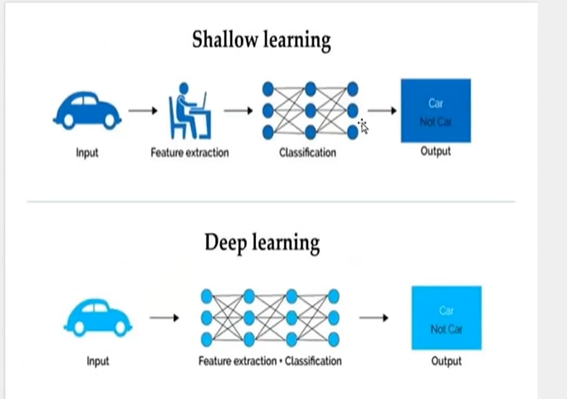 Shallow learning
Car
Not Car
Input
Feature extraction
Classification
Output
Deep learning
Car
Not Car
Input
Feature extraction • Classification
Output